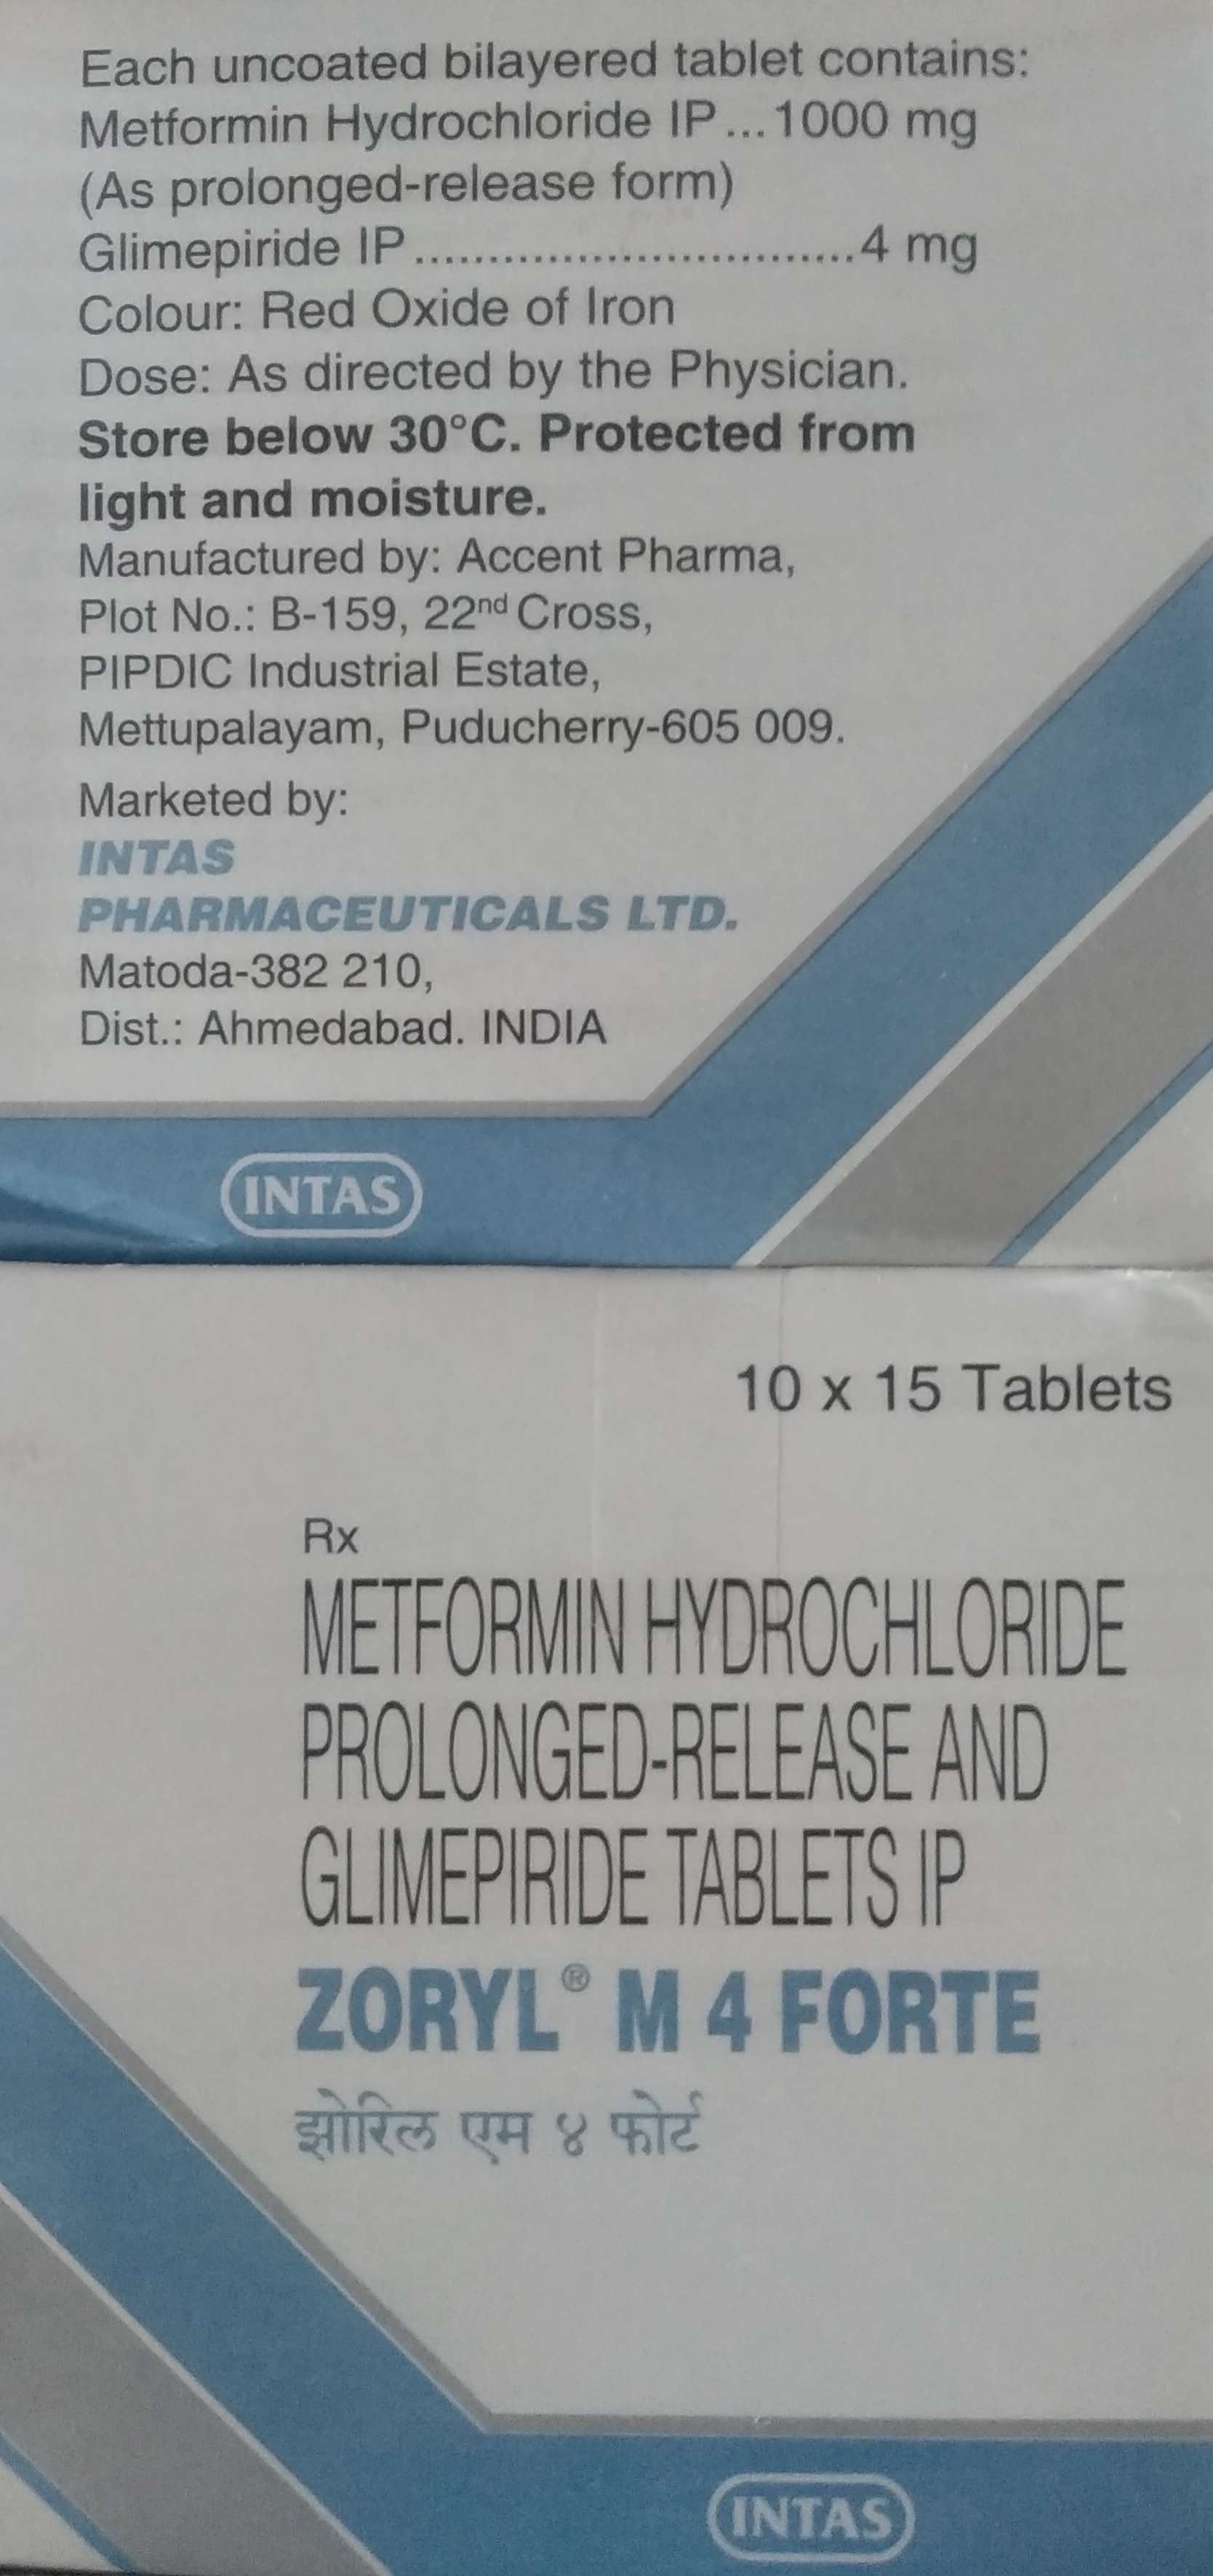 Each uncoated bilayered tablet contains:
Metformin Hydrochloride IP...1000 mg
(As prolonged-release form)
Glimepiride IP..............................4 mg
Colour: Red Oxide of Iron
Dose: As directed by the Physician.
Store below 30°C. Protected from
light and moisture.
Manufactured by: Accent Pharma,
Plot No.: B-159, 22nd Cross,
PIPDIC Industrial Estate,
Mettupalayam, Puducherry-605 009.
Marketed by:
INTAS
PHARMACEUTICALS LTD.
Matoda-382 210,
Dist.: Ahmedabad. INDIA
INTAS
10 x 15 Tablets
Rx
METFORMIN HYDROCHLORIDE
PROLONGED-RELEASE AND
GLIMEPIRIDE TABLETS IP
ZORYL® M 4 FORTE
झोरिल एम ४ फोर्ट
INTAS